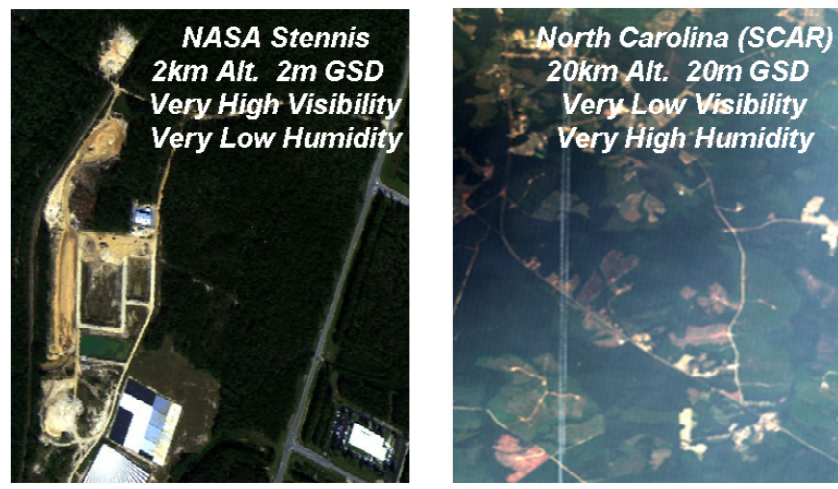 NASA Stennis
2km Alt.  2m GSD
Very High Visibility
Very Low Humidity
North Carolina (SCAR)
20km Alt.  20m GSD
Very Low Visibility
Very High Humidity